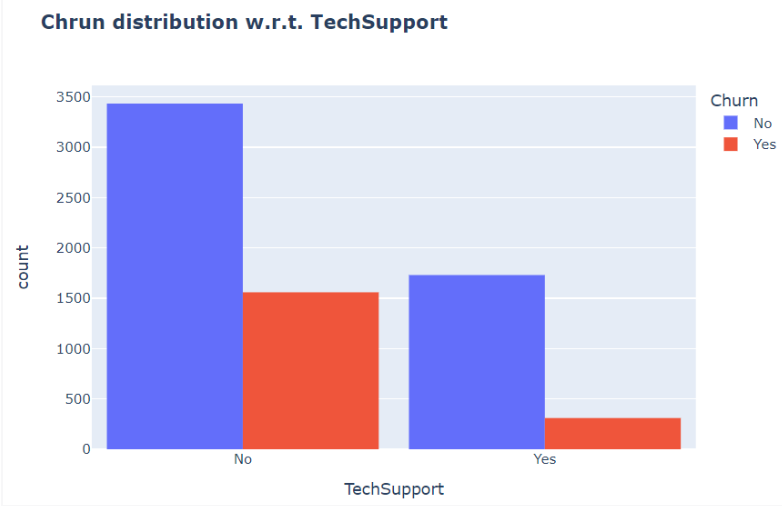 Chrun distribution w.r.t. TechSupport
Churn
No
Yes
3500
3000
2500
2000
1500
1000
500
0
count
No
Yes
TechSupport